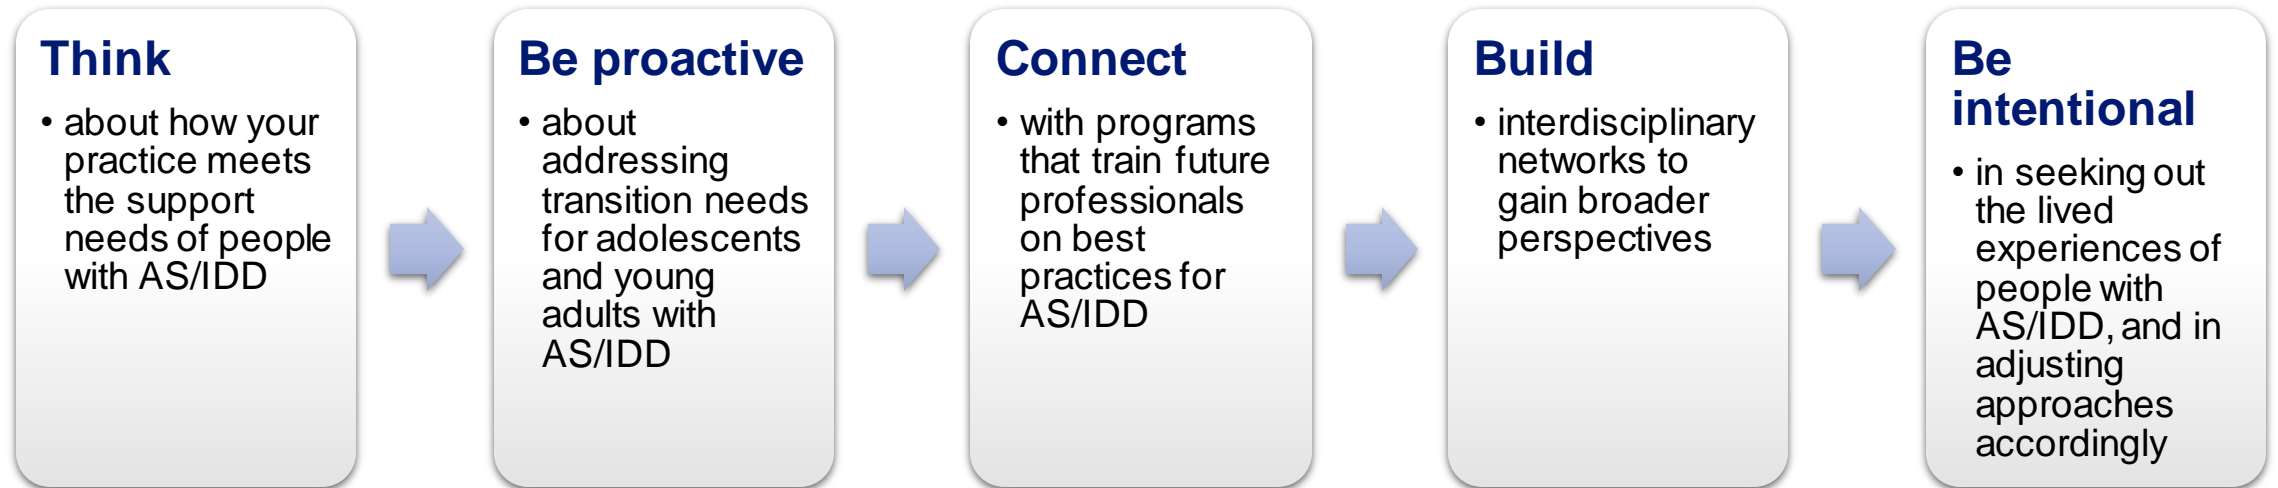 Think
• about how your
practice meets
the support
needs of people
with AS/IDD
Be proactive
• about
addressing
transition needs
for adolescents
and young
adults with
AS/IDD
Connect
• with programs
that train future
professionals
on best
practices for
AS/IDD
Build
• interdisciplinary
networks to
gain broader
perspectives
Be
intentional
• in seeking out
the lived
experiences of
people with
AS/IDD, and in
adjusting
approaches
accordingly